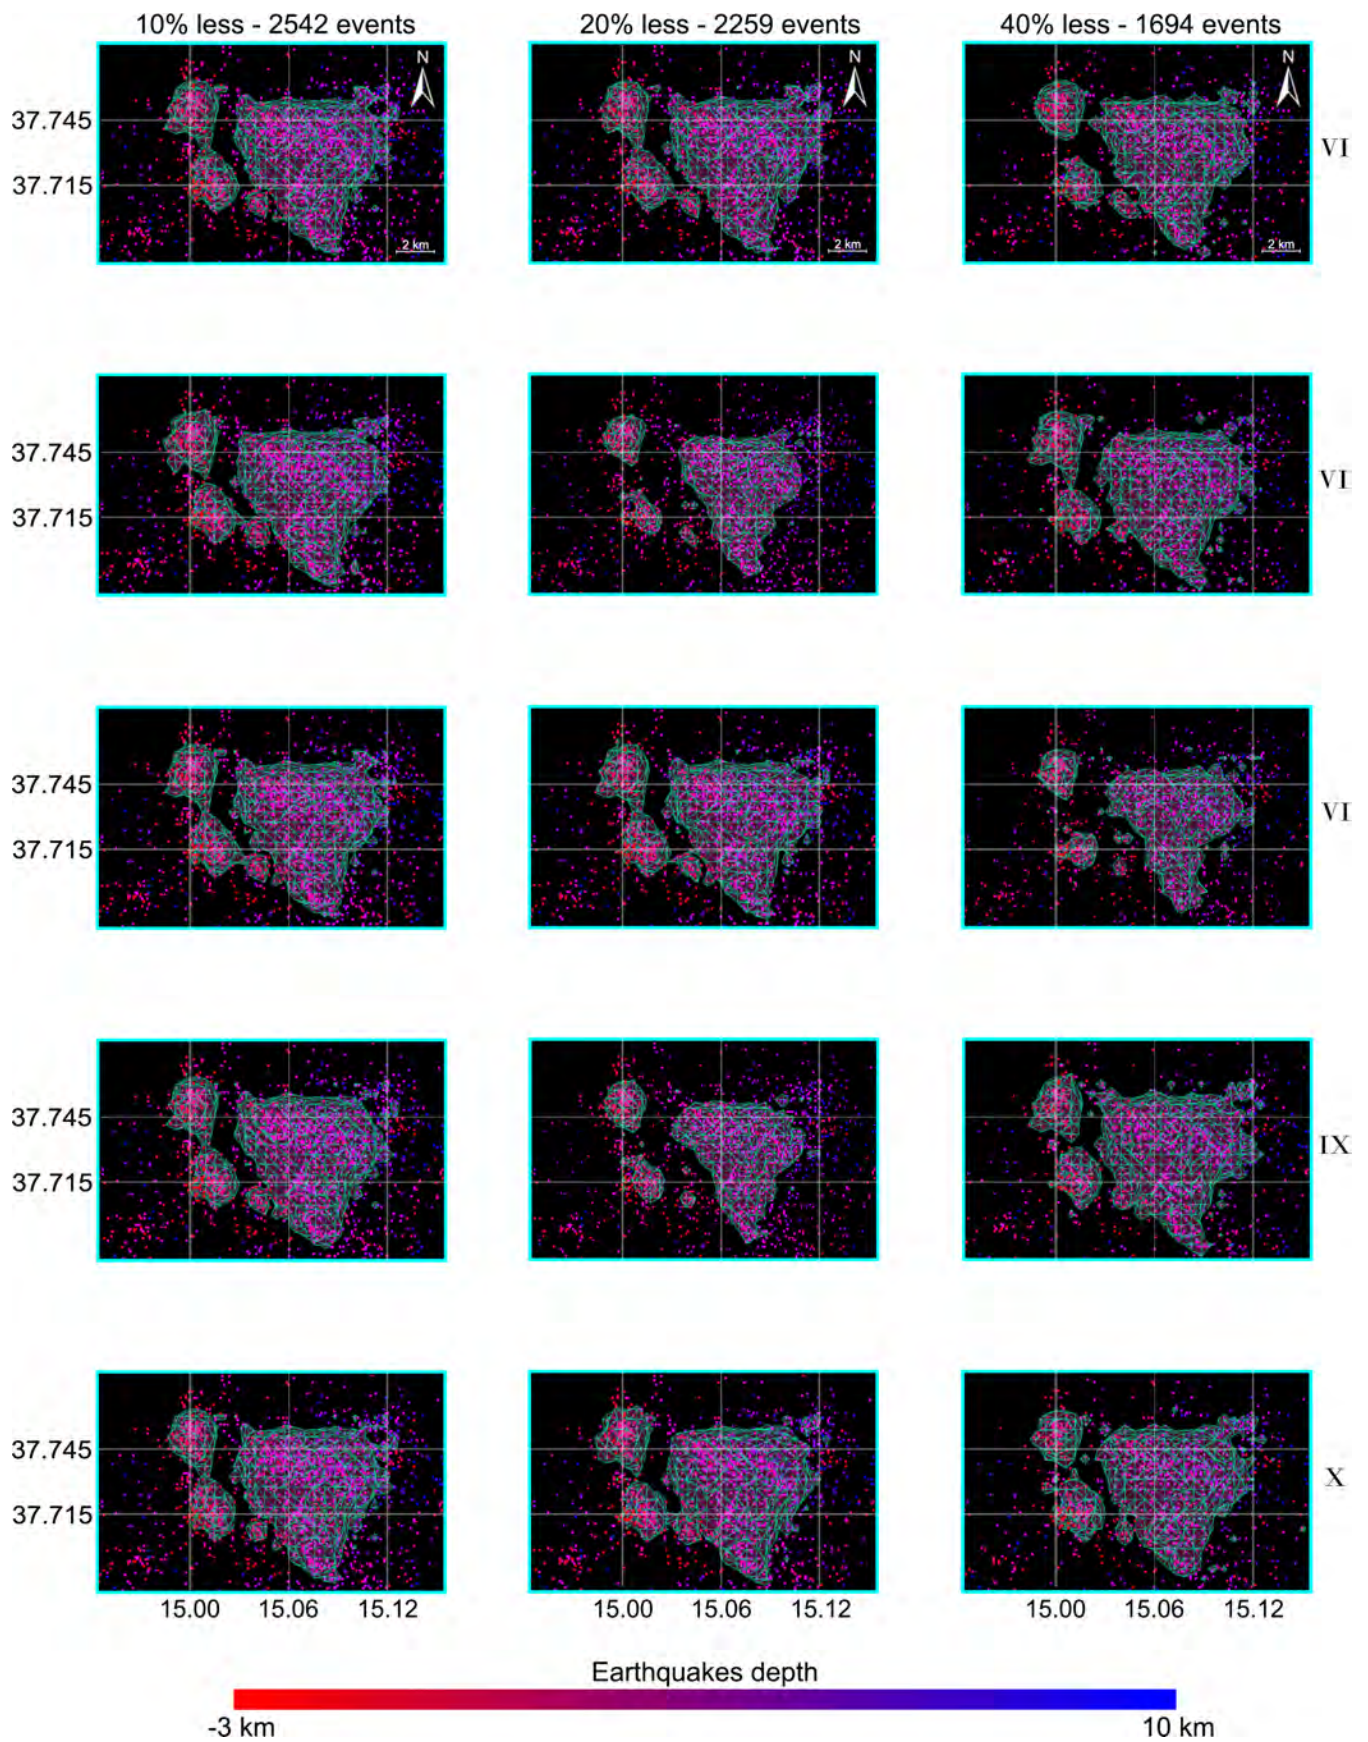 10% less - 2542 events
20% less - 2259 events
40% less - 1694 events
N
N
N
37.745
VI
37.715
2 km
2 km
2 km
37.745
VII
37.715
37.745
VII
37.715
37.745
IX
37.715
37.745
X
37.715
15.00 15.06 15.12
15.00 15.06 15.12
15.00 15.06 15.12
Earthquakes depth
-3 km
10 km